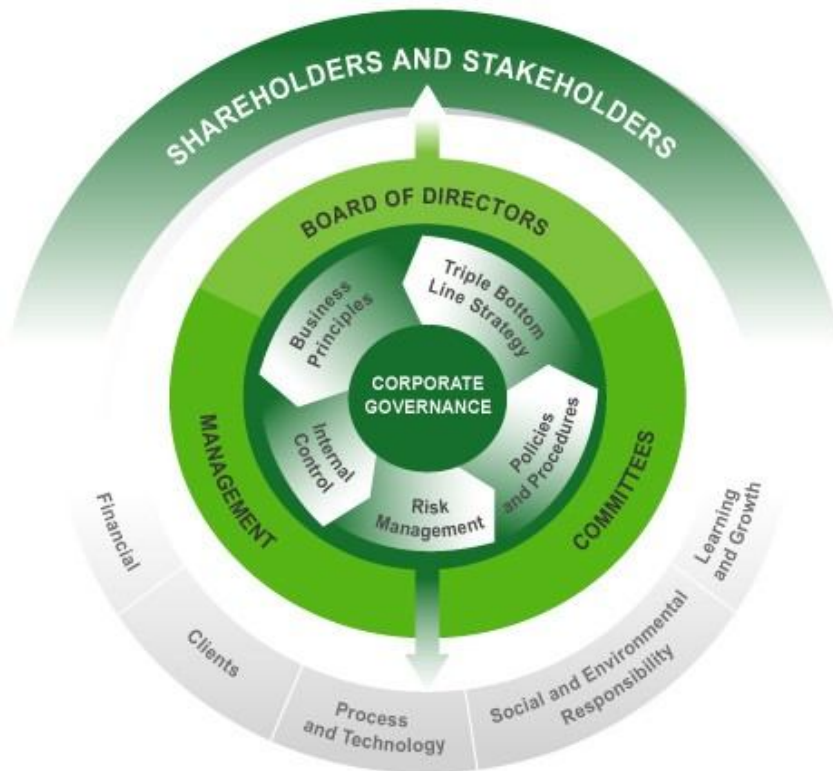 SHAREHOLDERS AND STAKEHOLDERS
BOARD OF DIRECTORS
Business
Principles
Triple Bottom
Line Strategy
CORPORATE
GOVERNANCE
Internal
Control
Risk
Management
Policies
and Procedures
MANAGEMENT
COMMITTEES
Financial
Clients
Process
and Technology
Social and Environmental
Responsibility
Learning
and Growth